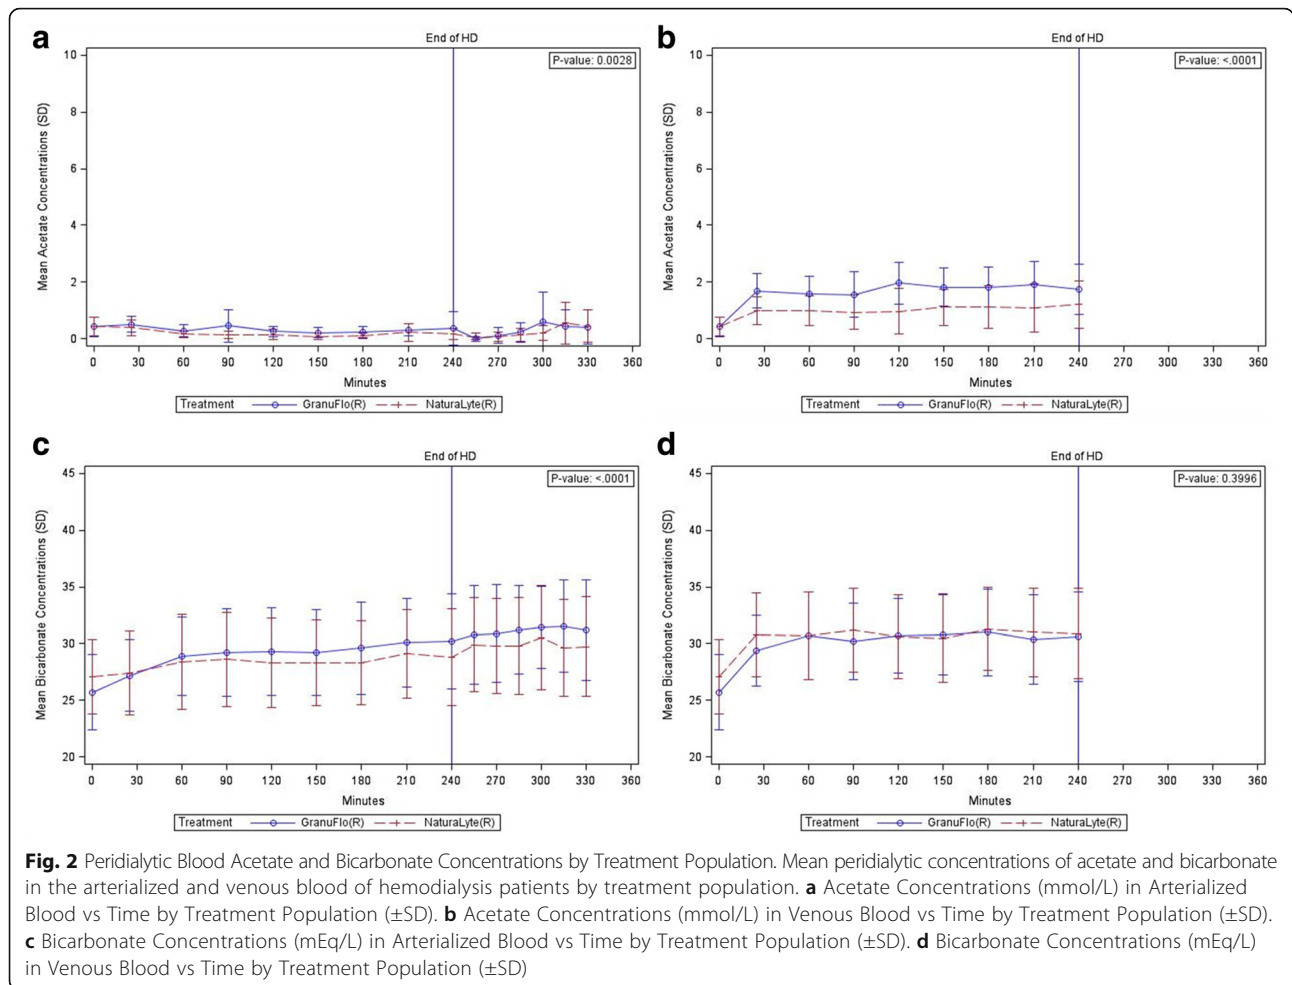 a
End of HD
P-value: 0.0028
Mean Acetate Concentrations (SD)
10
8
6
4
2
0
0 30 60 90 120 150 180 210 240 270 300 330 360
Minutes
Treatment GranuFlo(R) NaturaLyte(R)
b
End of HD
P-value: <.0001
Mean Acetate Concentrations (SD)
10
8
6
4
2
0
0 30 60 90 120 150 180 210 240 270 300 330 360
Minutes
Treatment GranuFlo(R) NaturaLyte(R)
c
End of HD
P-value: <.0001
Mean Bicarbonate Concentrations (SD)
45
40
35
30
25
20
0 30 60 90 120 150 180 210 240 270 300 330 360
Minutes
Treatment GranuFlo(R) NaturaLyte(R)
d
End of HD
P-value: 0.3996
Mean Bicarbonate Concentrations (SD)
45
40
35
30
25
20
0 30 60 90 120 150 180 210 240 270 300 330 360
Minutes
Treatment GranuFlo(R) NaturaLyte(R)
Fig. 2 Peridialytic Blood Acetate and Bicarbonate Concentrations by Treatment Population. Mean peridialytic concentrations of acetate and bicarbonate
in the arterialized and venous blood of hemodialysis patients by treatment population. a Acetate Concentrations (mmol/L) in Arterialized
Blood vs Time by Treatment Population (±SD). b Acetate Concentrations (mmol/L) in Venous Blood vs Time by Treatment Population (±SD).
c Bicarbonate Concentrations (mEq/L) in Arterialized Blood vs Time by Treatment Population (±SD). d Bicarbonate Concentrations (mEq/L)
in Venous Blood vs Time by Treatment Population (±SD)